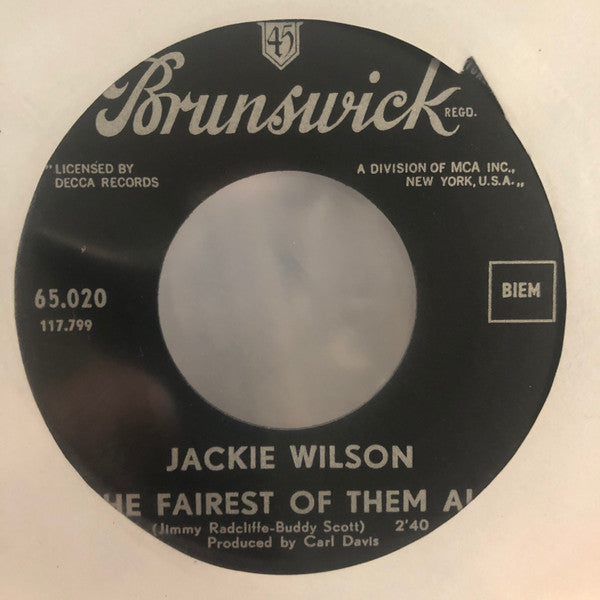 45
Brunswick
REGD.
"LICENSED BY
DECCA RECORDS
A DIVISION OF MCA INC.,
NEW YORK, U.S.A.„
65.020
117.799
BIEM
JACKIE WILSON
HE FAIREST OF THEM AL
(Jimmy Radcliffe-Buddy Scott) 2'40
Produced by Carl Davis